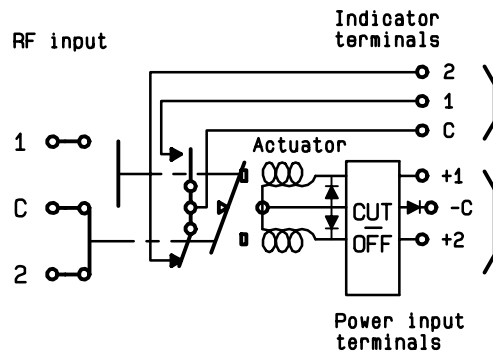 Indicator
terminals
RF input
2
1
C
Actuator
1
C
2
+1
-C
+2
CUT
OFF
Power input
terminals